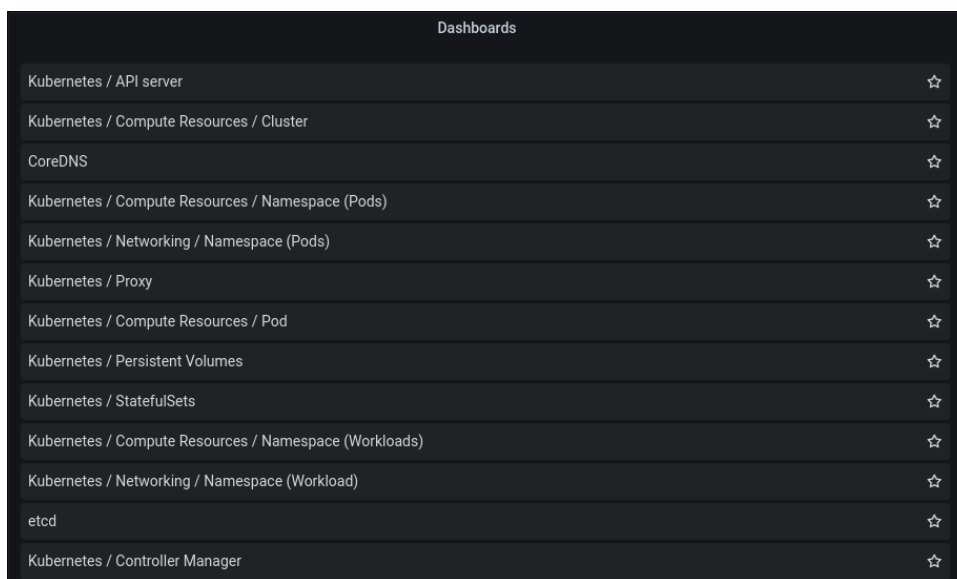 Dashboards
Kubernetes / API server
Kubernetes / Compute Resources / Cluster
CoreDNS
Kubernetes / Compute Resources / Namespace (Pods)
Kubernetes / Networking / Namespace (Pods)
Kubernetes / Proxy
Kubernetes / Compute Resources / Pod
Kubernetes / Persistent Volumes
Kubernetes / StatefulSets
Kubernetes / Compute Resources / Namespace (Workloads)
Kubernetes / Networking / Namespace (Workload)
etcd
Kubernetes / Controller Manager